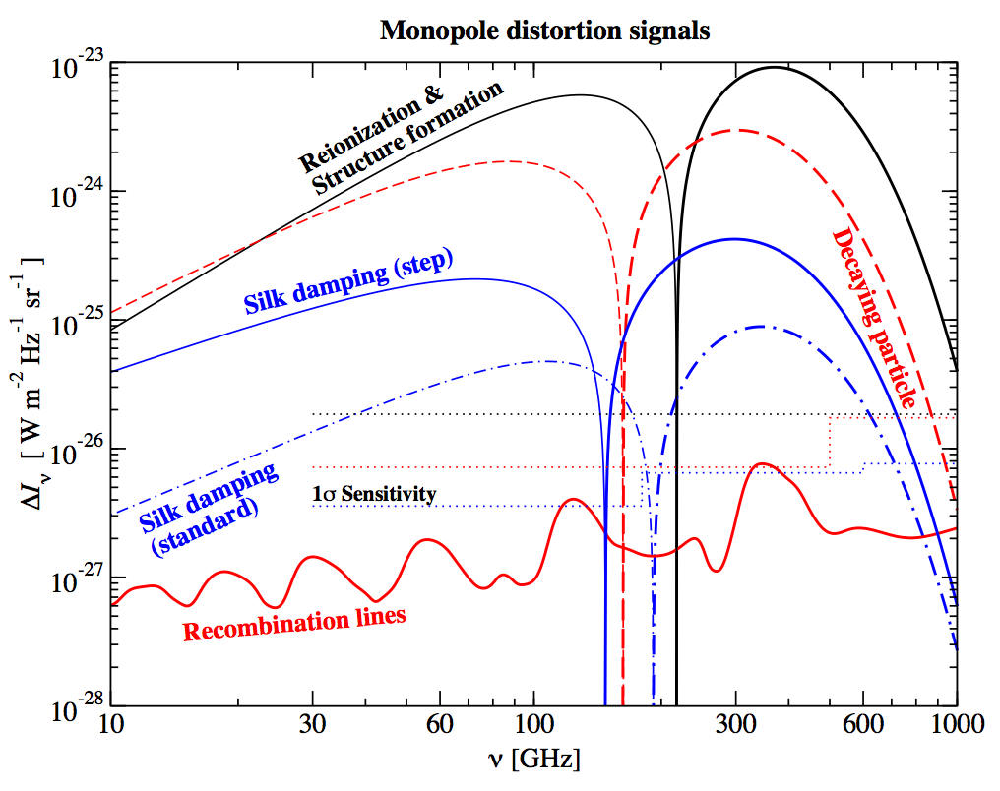 Monopole distortion signals
10⁻²³
Reionization &
Structure formation
10⁻²⁴
Decaying particle
Silk damping (step)
10⁻²⁵
ΔIν [ W m⁻² Hz⁻¹ sr⁻¹ ]
10⁻²⁶
1σ Sensitivity
Silk damping
(standard)
10⁻²⁷
Recombination lines
10⁻²⁸
10 30 60 100 300 600 1000
ν [GHz]